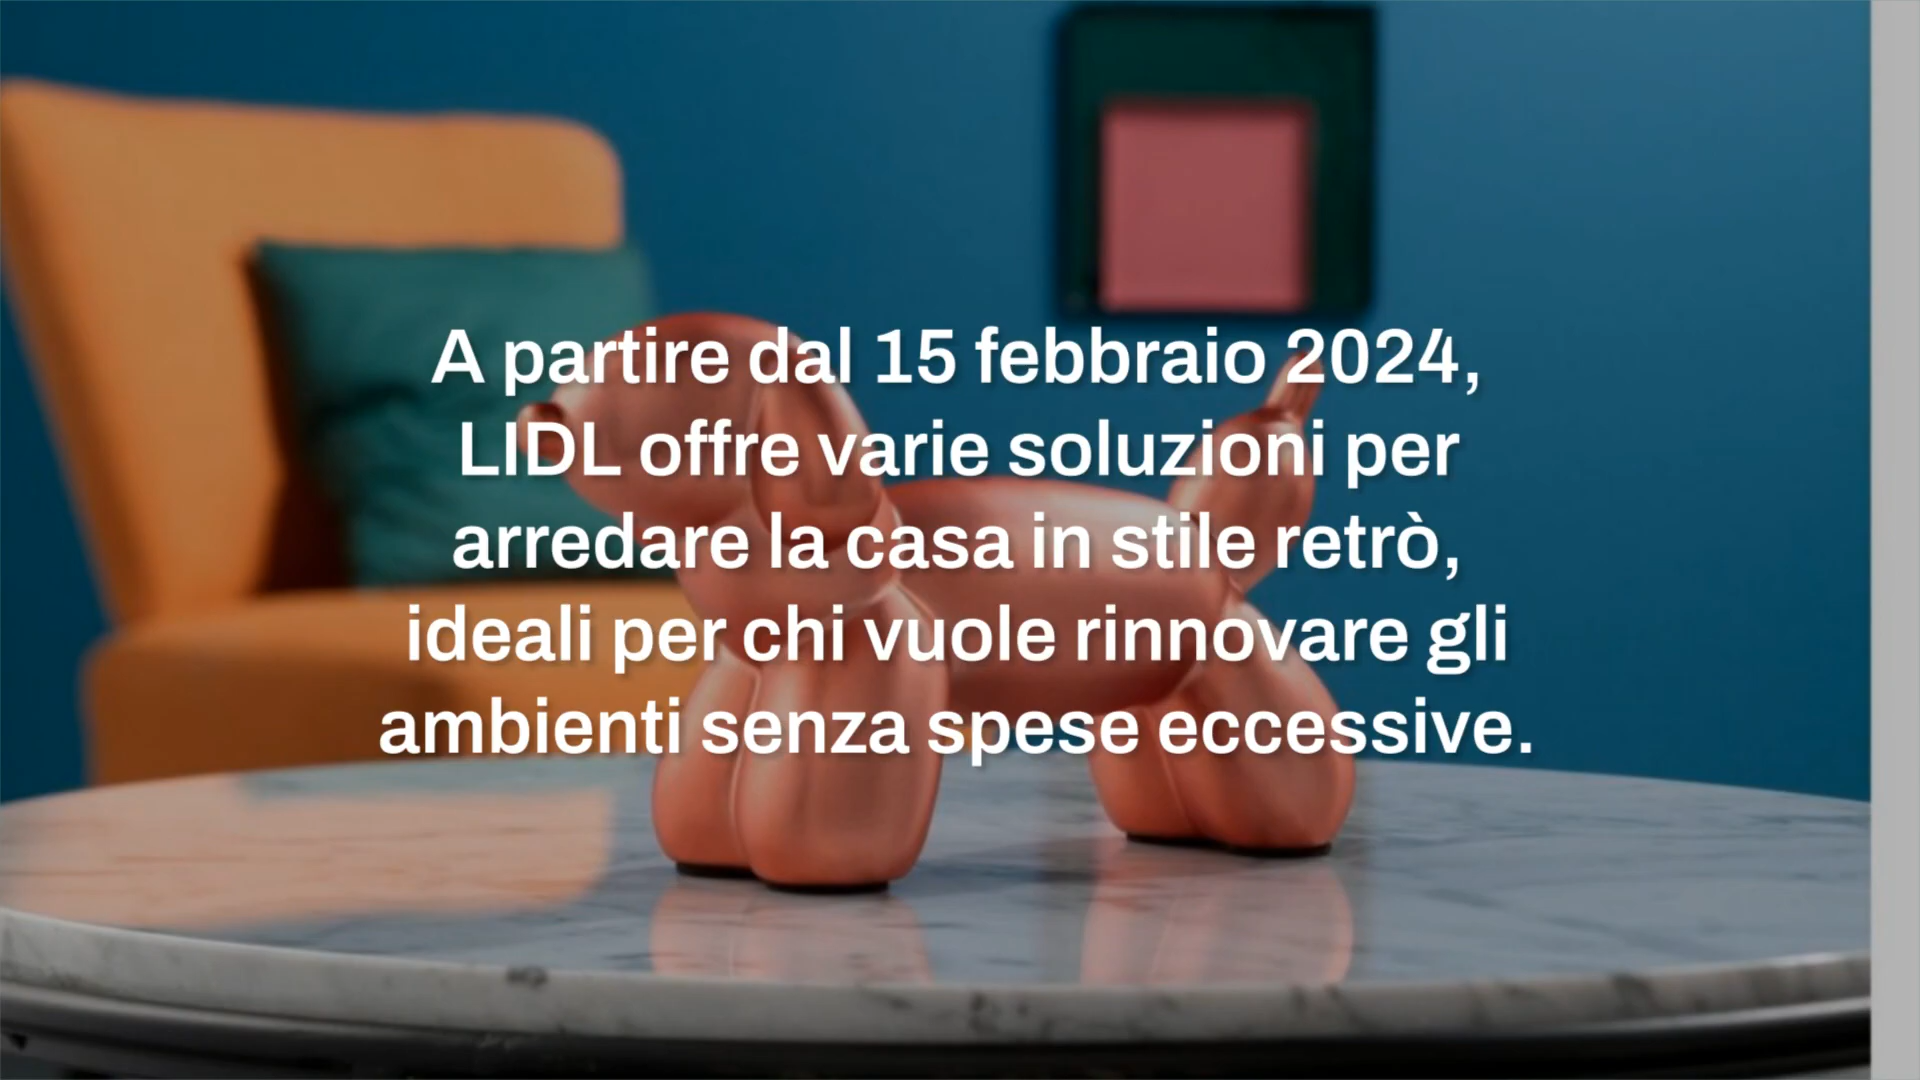 A partire dal 15 febbraio 2024,
LIDL offre varie soluzioni per
arredare la casa in stile retrò,
ideali per chi vuole rinnovare gli
ambienti senza spese eccessive.